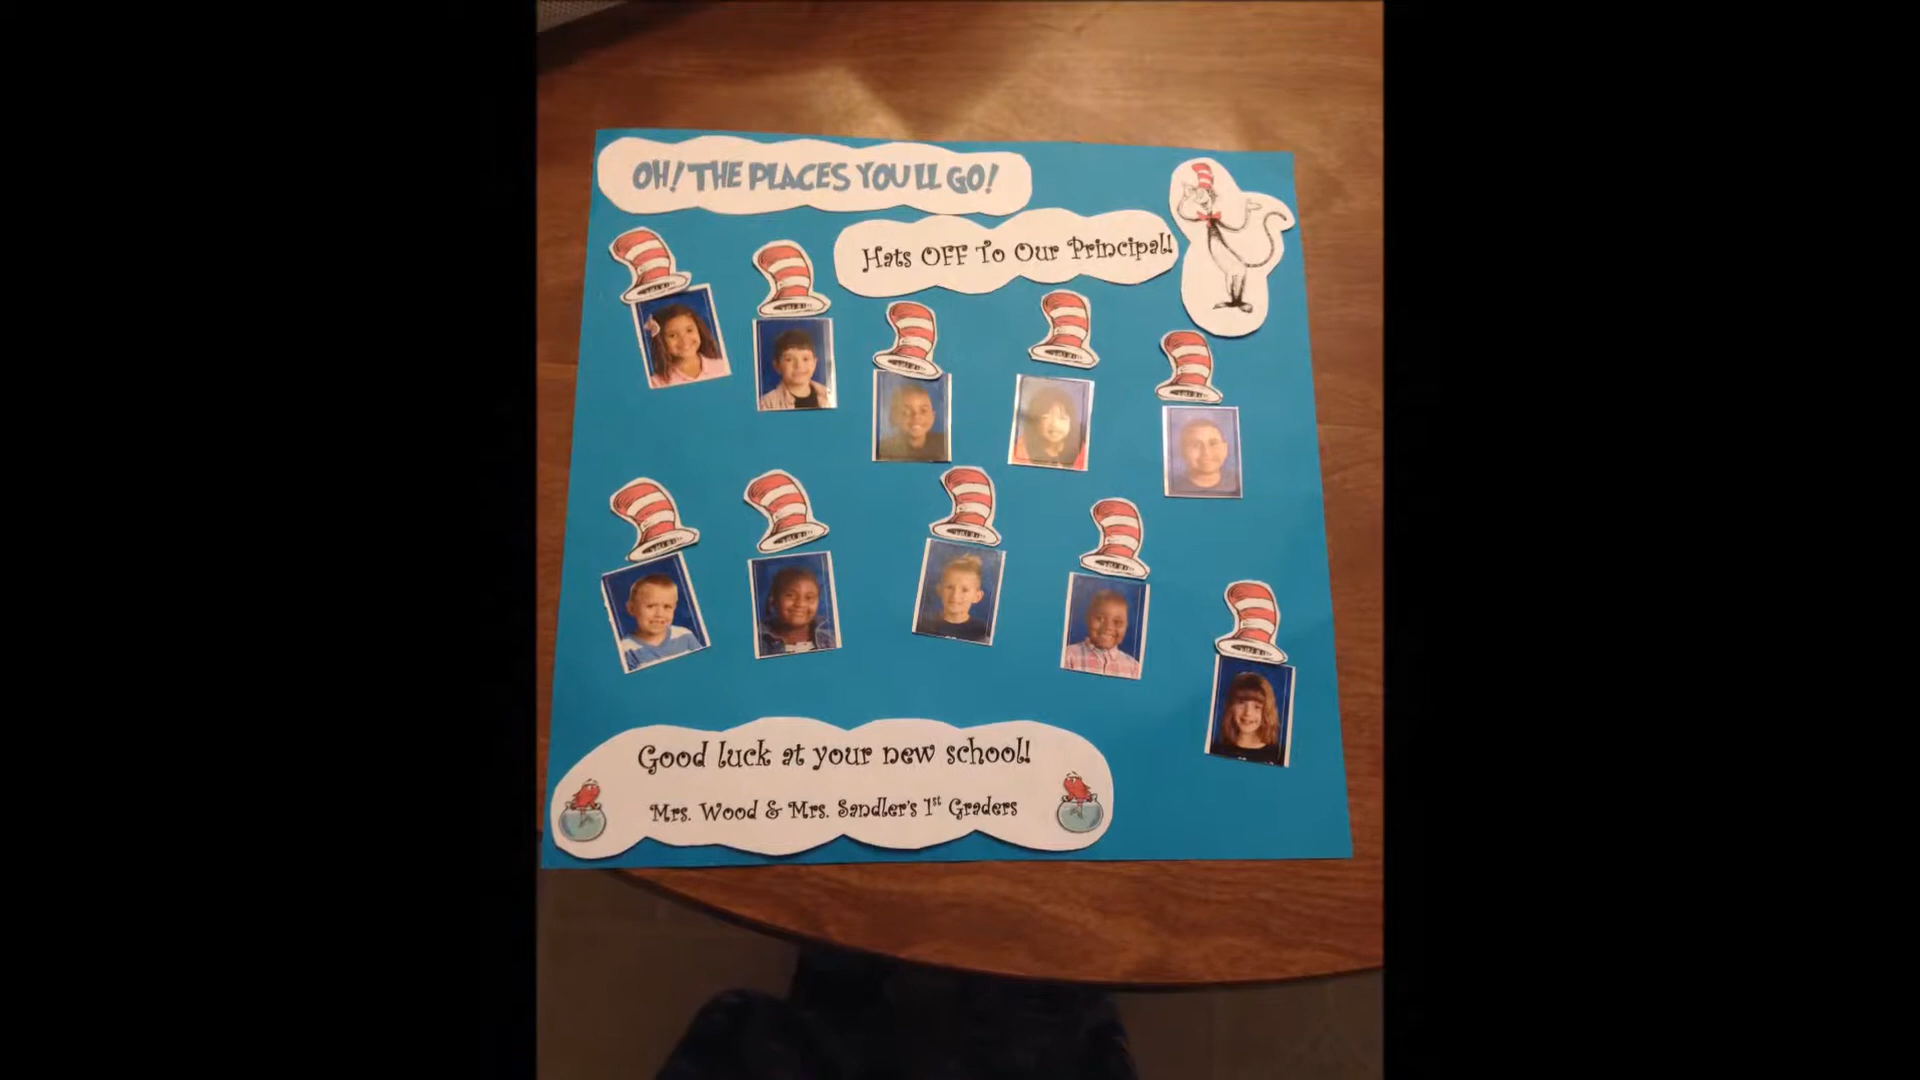 OH! THE PLACES YOU'LL GO!
Hats OFF To Our Principal!
Good luck at your new school!
Mrs. Wood & Mrs. Sandler's 1st Graders